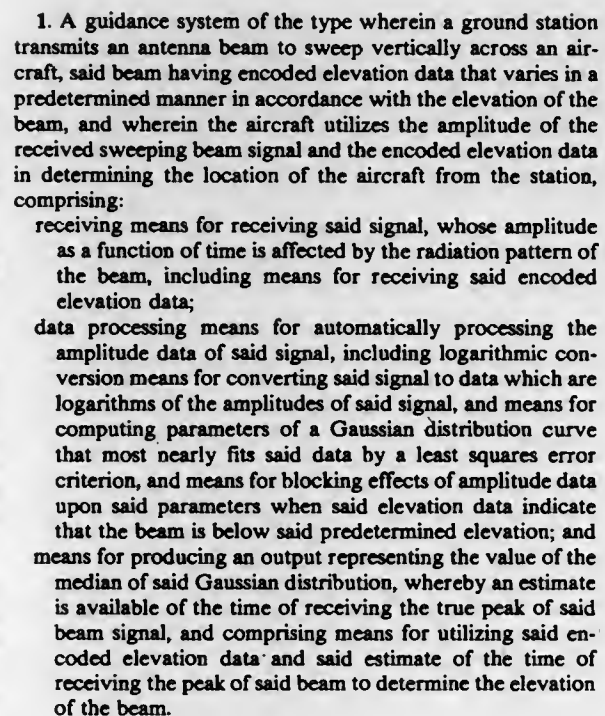 1. A guidance system of the type wherein a ground station
transmits an antenna beam to sweep vertically across an air-
craft, said beam having encoded elevation data that varies in a
predetermined manner in accordance with the elevation of the
beam, and wherein the aircraft utilizes the amplitude of the
received sweeping beam signal and the encoded elevation data
in determining the location of the aircraft from the station,
comprising:
receiving means for receiving said signal, whose amplitude
as a function of time is affected by the radiation pattern of
the beam, including means for receiving said encoded
elevation data;
data processing means for automatically processing the
amplitude data of said signal, including logarithmic con-
version means for converting said signal to data which are
logarithms of the amplitudes of said signal, and means for
computing parameters of a Gaussian distribution curve
that most nearly fits said data by a least squares error
criterion, and means for blocking effects of amplitude data
upon said parameters when said elevation data indicate
that the beam is below said predetermined elevation; and
means for producing an output representing the value of the
median of said Gaussian distribution, whereby an estimate
is available of the time of receiving the true peak of said
beam signal, and comprising means for utilizing said en-
coded elevation data and said estimate of the time of
receiving the peak of said beam to determine the elevation
of the beam.